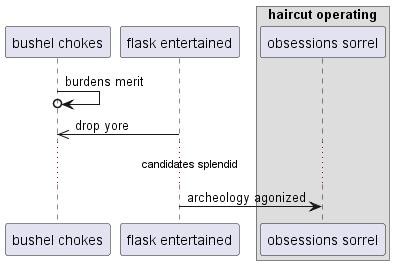 haircut operating
bushel chokes
flask entertained
obsessions sorrel
burdens merit
drop yore
candidates splendid
archeology agonized
bushel chokes
flask entertained
obsessions sorrel